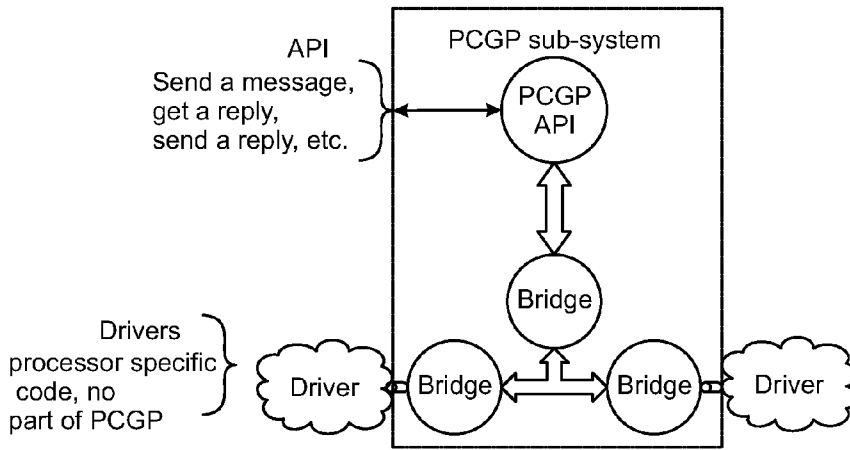 API
Send a message,
get a reply,
send a reply, etc.
PCGP sub-system
PCGP
API
Bridge
Drivers
processor specific
code, no
part of PCGP
Driver
Bridge
Bridge
Driver